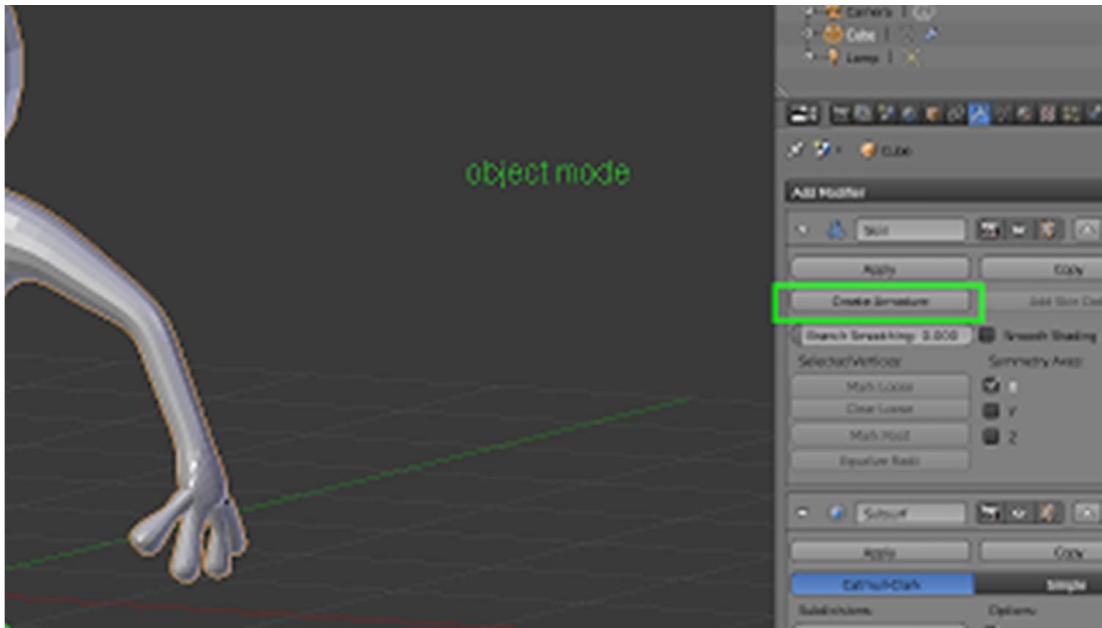 Camera
Cube
Lamp
Cube
object mode
Add Modifier
Skin
Apply Copy
Create Armature Add Skin
Branch Smoothing: 0.000 Smooth Shading
Selected Vertices: Symmetry Axes:
Mark Loose X
Clear Loose Y
Mark Root Z
Equalize Radii
Subsurf
Apply Copy
Catmull-Clark Simple
Subdivisions: Options: